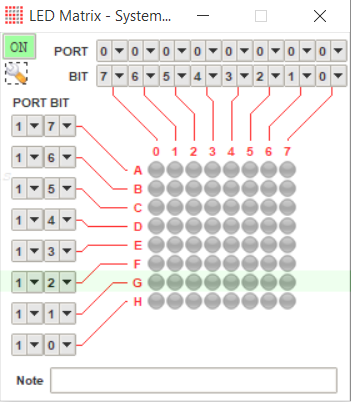 LED Matrix - System...
ON
PORT 0 0 0 0 0 0 0 0
BIT 7 6 5 4 3 2 1 0
PORT BIT
0 1 2 3 4 5 6 7
1 7
A
1 6
B
1 5
C
1 4
D
1 3
E
1 2
F
G
1 1
H
1 0
Note